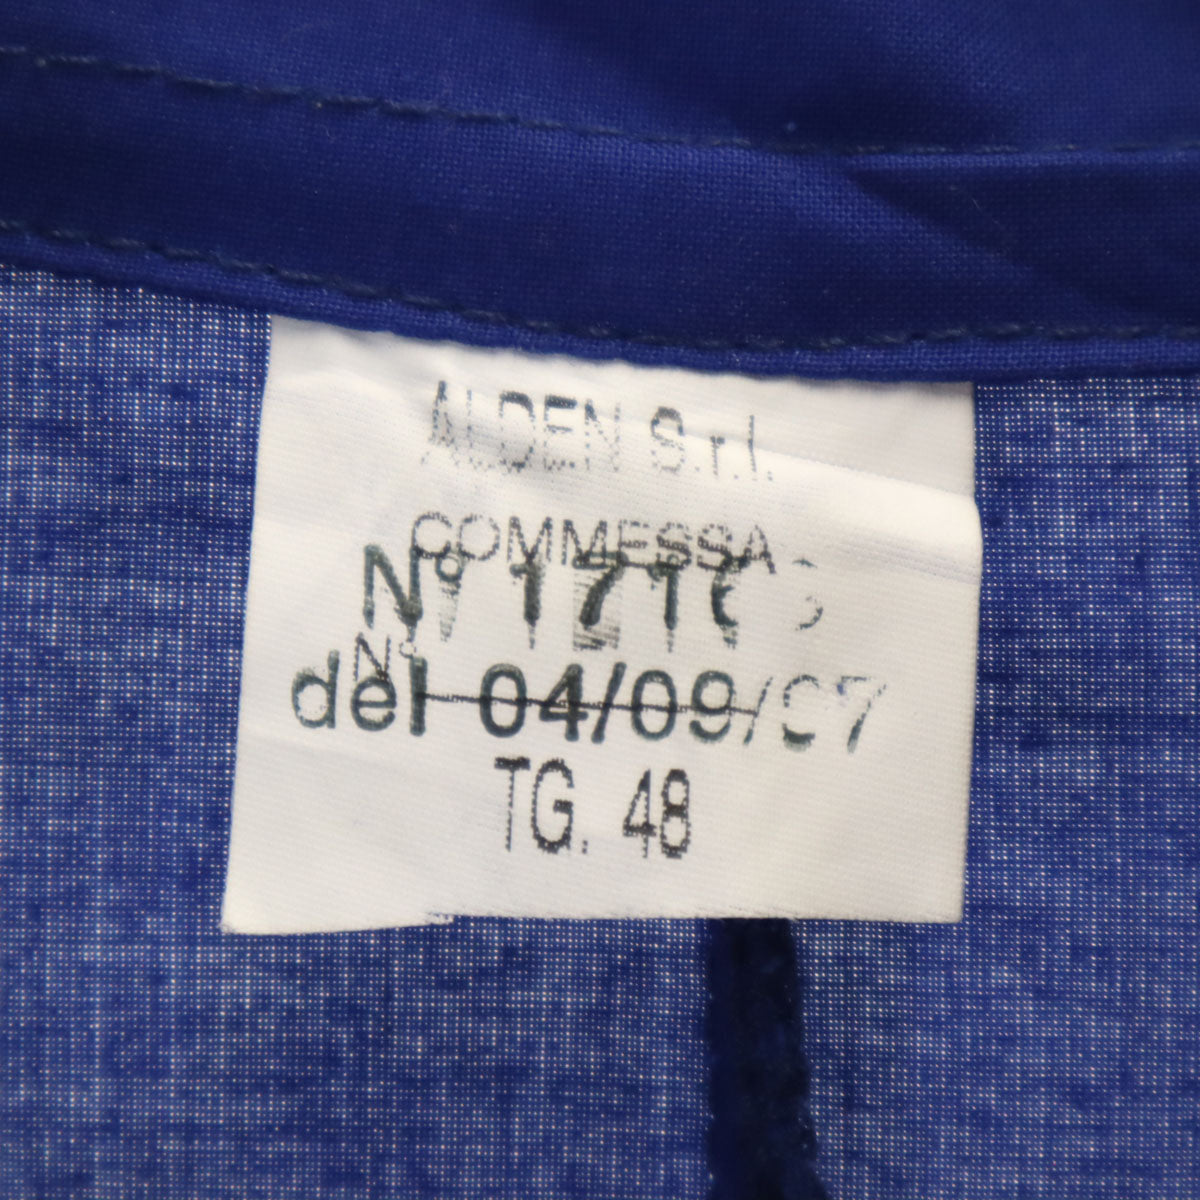 ALDEN S.r.l.
COMMESSA
N°
N°
del 04/09/97
TG. 48